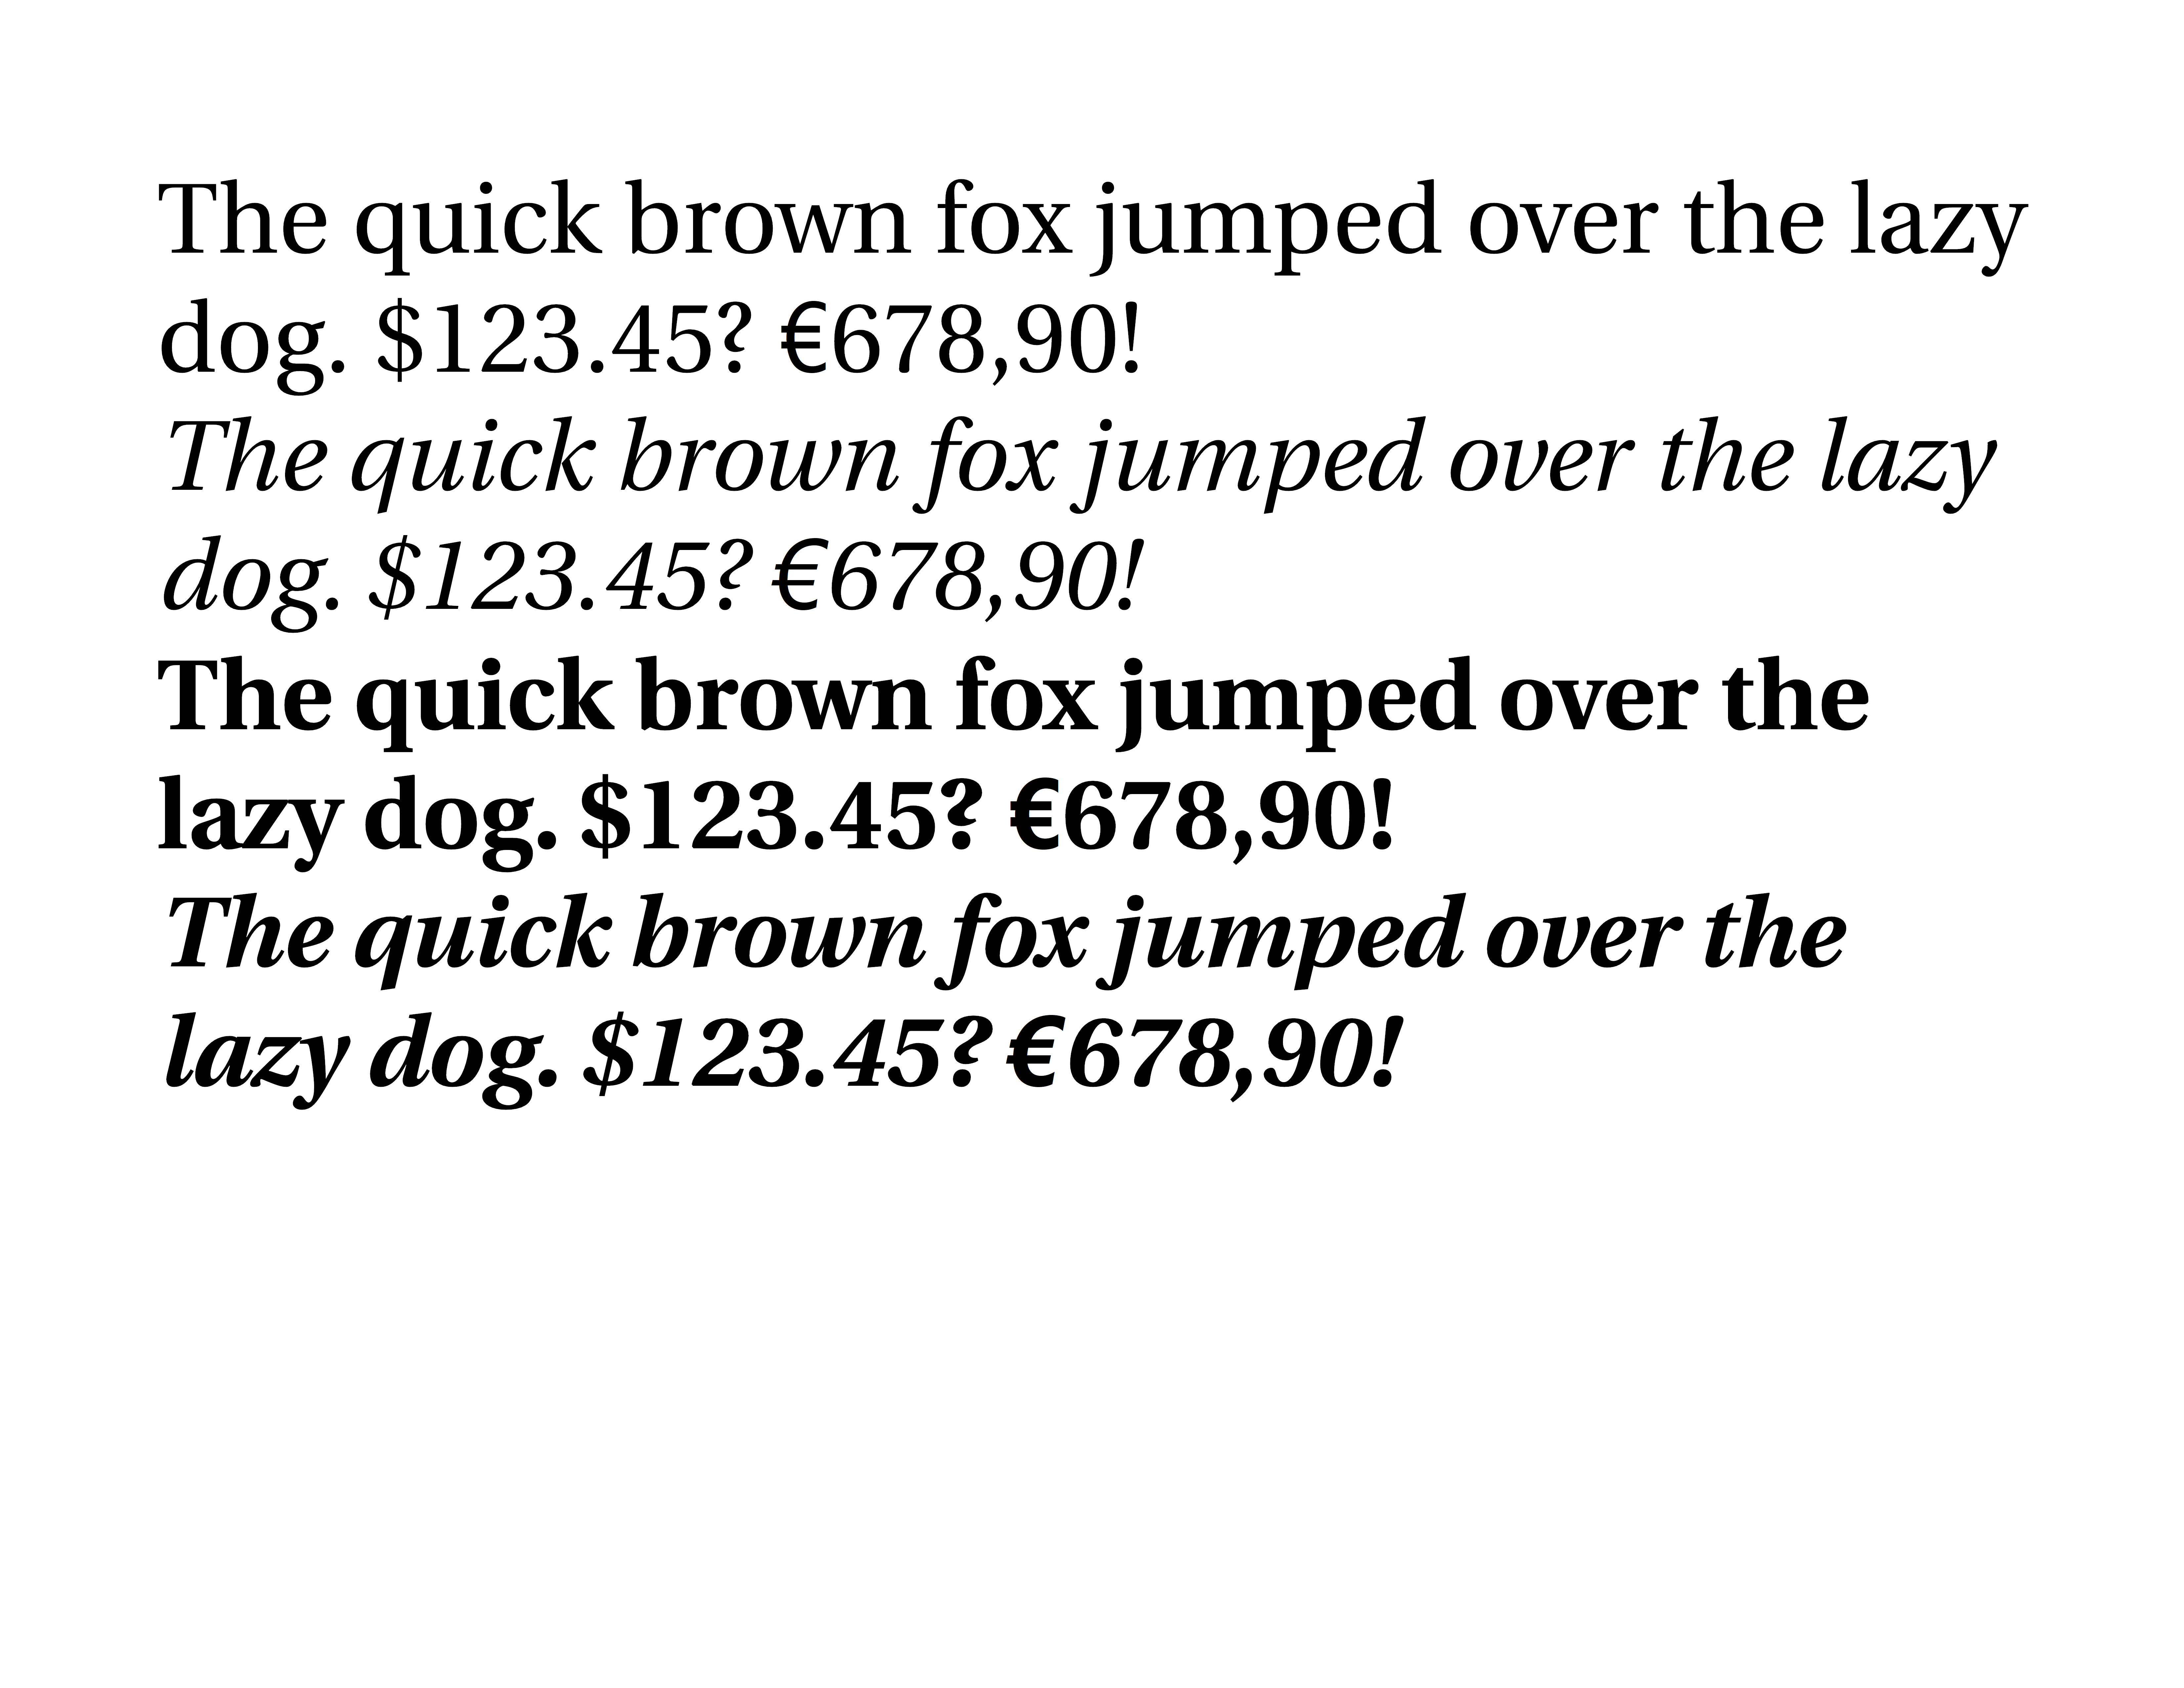 The quick brown fox jumped over the lazy
dog. $123.45? €678,90!
The quick brown fox jumped over the lazy
dog. $123.45? €678,90!
The quick brown fox jumped over the
lazy dog. $123.45? €678,90!
The quick brown fox jumped over the
lazy dog. $123.45? €678,90!